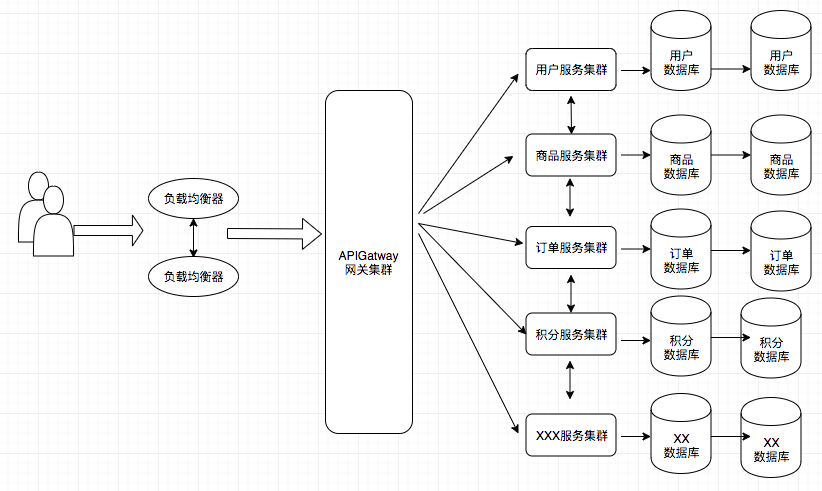 负载均衡器
负载均衡器
APIGatway
网关集群
用户服务集群
用户
数据库
用户
数据库
商品服务集群
商品
数据库
商品
数据库
订单服务集群
订单
数据库
订单
数据库
积分服务集群
积分
数据库
积分
数据库
XXX服务集群
XX
数据库
XX
数据库